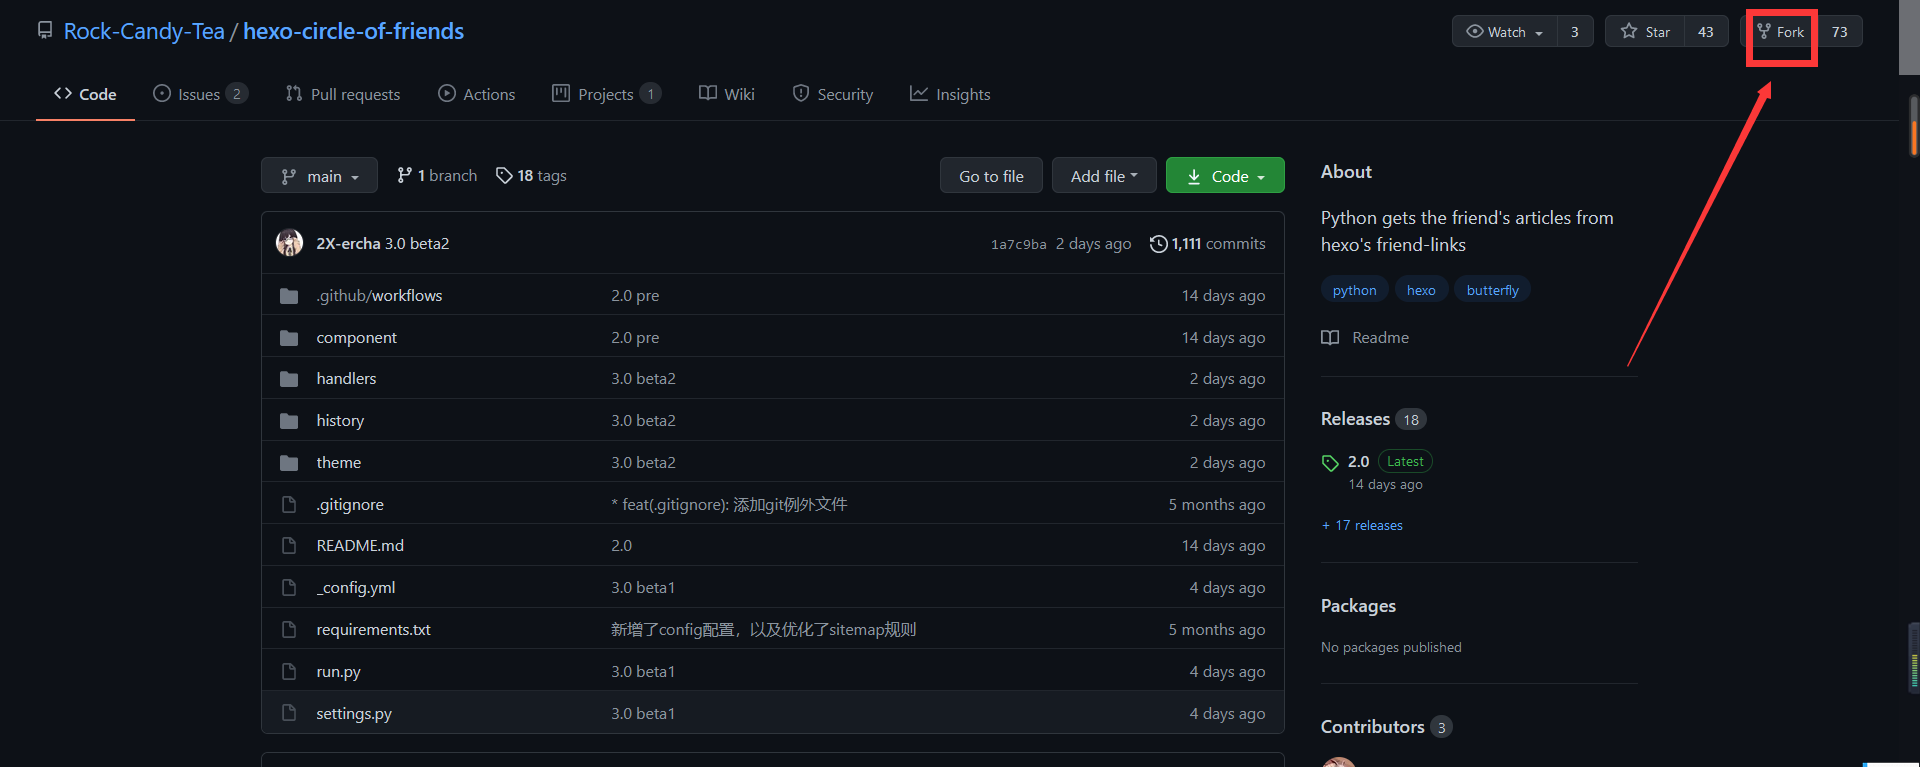 Rock-Candy-Tea / hexo-circle-of-friends
Watch 3 Star 43 Fork 73
Code Issues 2 Pull requests Actions Projects 1 Wiki Security Insights
main 1 branch 18 tags Go to file Add file Code
2X-ercha 3.0 beta2 1a7c9ba 2 days ago 1,111 commits
.github/workflows 2.0 pre 14 days ago
component 2.0 pre 14 days ago
handlers 3.0 beta2 2 days ago
history 3.0 beta2 2 days ago
theme 3.0 beta2 2 days ago
.gitignore * feat(.gitignore): 添加git例外文件 5 months ago
README.md 2.0 14 days ago
_config.yml 3.0 beta1 4 days ago
requirements.txt 新增了config配置，以及优化了sitemap规则 5 months ago
run.py 3.0 beta1 4 days ago
settings.py 3.0 beta1 4 days ago
About
Python gets the friend's articles from
hexo's friend-links
python hexo butterfly
Readme
Releases 18
2.0 Latest
14 days ago
+ 17 releases
Packages
No packages published
Contributors 3